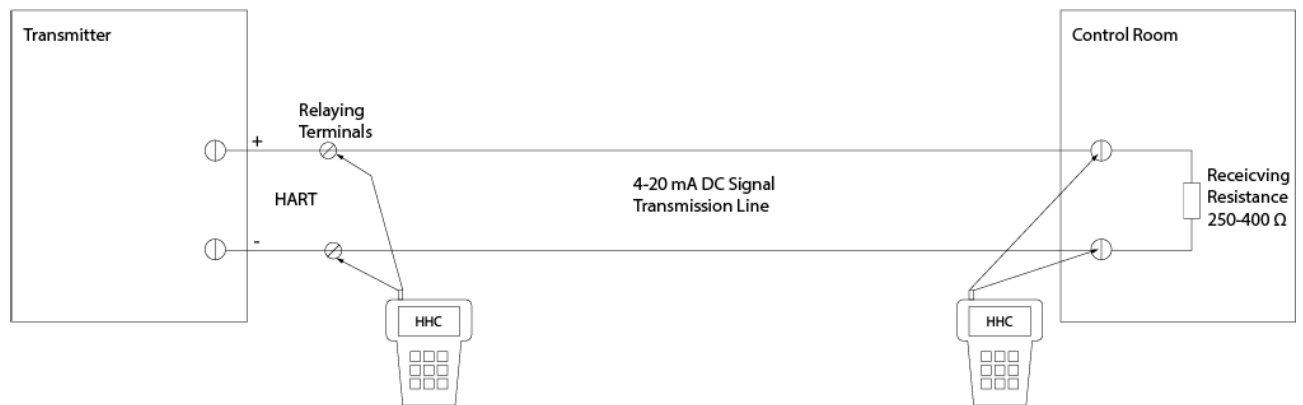 Transmitter
Control Room
Relaying
Terminals
+
HART
-
4-20 mA DC Signal
Transmission Line
Receicving
Resistance
250-400 Ω
HHC
HHC